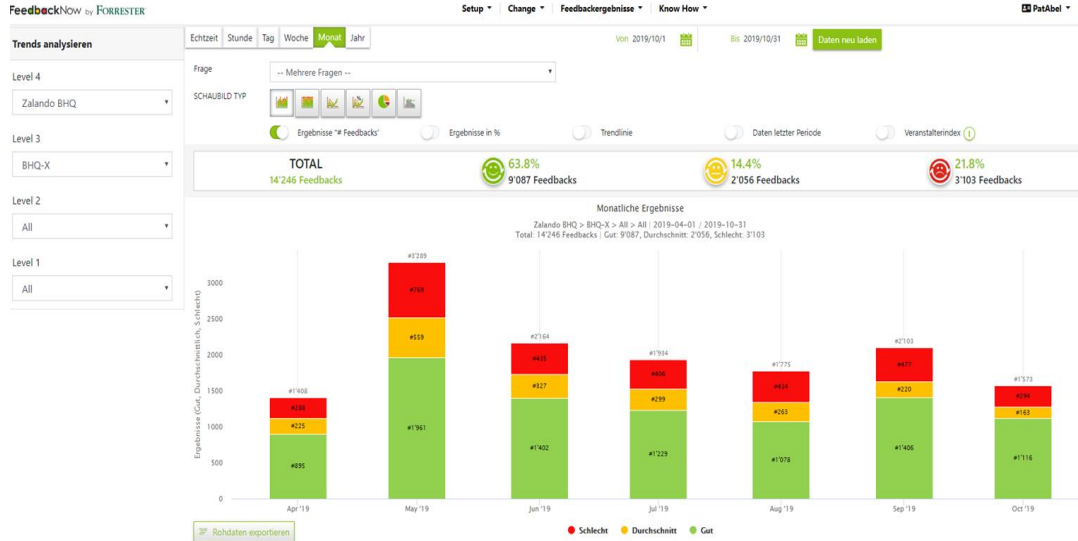 FeedbackNow by FORRESTER
Setup Change Feedbackergebnisse Know How
PatAbel
Trends analysieren
Level 4
Zalando BHQ
Level 3
BHQ-X
Level 2
All
Level 1
All
Echtzeit Stunde Tag Woche Monat Jahr
Von 2019/10/1 Bis 2019/10/31 Daten neu laden
Frage -- Mehrere Fragen --
SCHAUBILD TYP
Ergebnisse "# Feedbacks" Ergebnisse in % Trendlinie Daten letzter Periode Veranstalterindex
TOTAL 63.8% 14.4% 21.8%
14'246 Feedbacks 9'087 Feedbacks 2'056 Feedbacks 3'103 Feedbacks
Monatliche Ergebnisse
Zalando BHQ > BHQ-X > All > All | 2019-04-01 / 2019-10-31
Total: 14'246 Feedbacks | Gut: 9'087, Durchschnitt: 2'056, Schlecht: 3'103
Ergebnisse (Gut, Durchschnittlich, Schlecht)
3000
2500
2000
1500
1000
500
0
#1'408 #3'289 #2'164 #1'934 #1'775 #2'103 #1'573
#769 #435 #406 #477 #294
#225 #559 #327 #299 #263 #220 #163
#895 #1'961 #1'402 #1'229 #1'078 #1'406 #1'116
Apr '19 May '19 Jun '19 Jul '19 Aug '19 Sep '19 Oct '19
Schlecht Durchschnitt Gut
Rohdaten exportieren